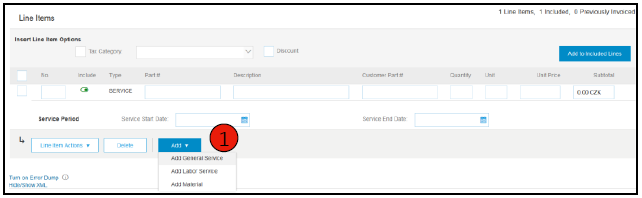 Line Items
1 Line Items, 1 Included, 0 Previously Invoiced
Insert Line Item Options
Tax Category
Discount
Add to Included Lines
No. Include Type Part # Description Customer Part # Quantity Unit Unit Price Subtotal
SERVICE 0.00 CZK
Service Period Service Start Date: Service End Date:
Line Item Actions Delete Add
1
Add General Service
Add Labor Service
Add Material
Turn on Error Dump
Hide/Show XML